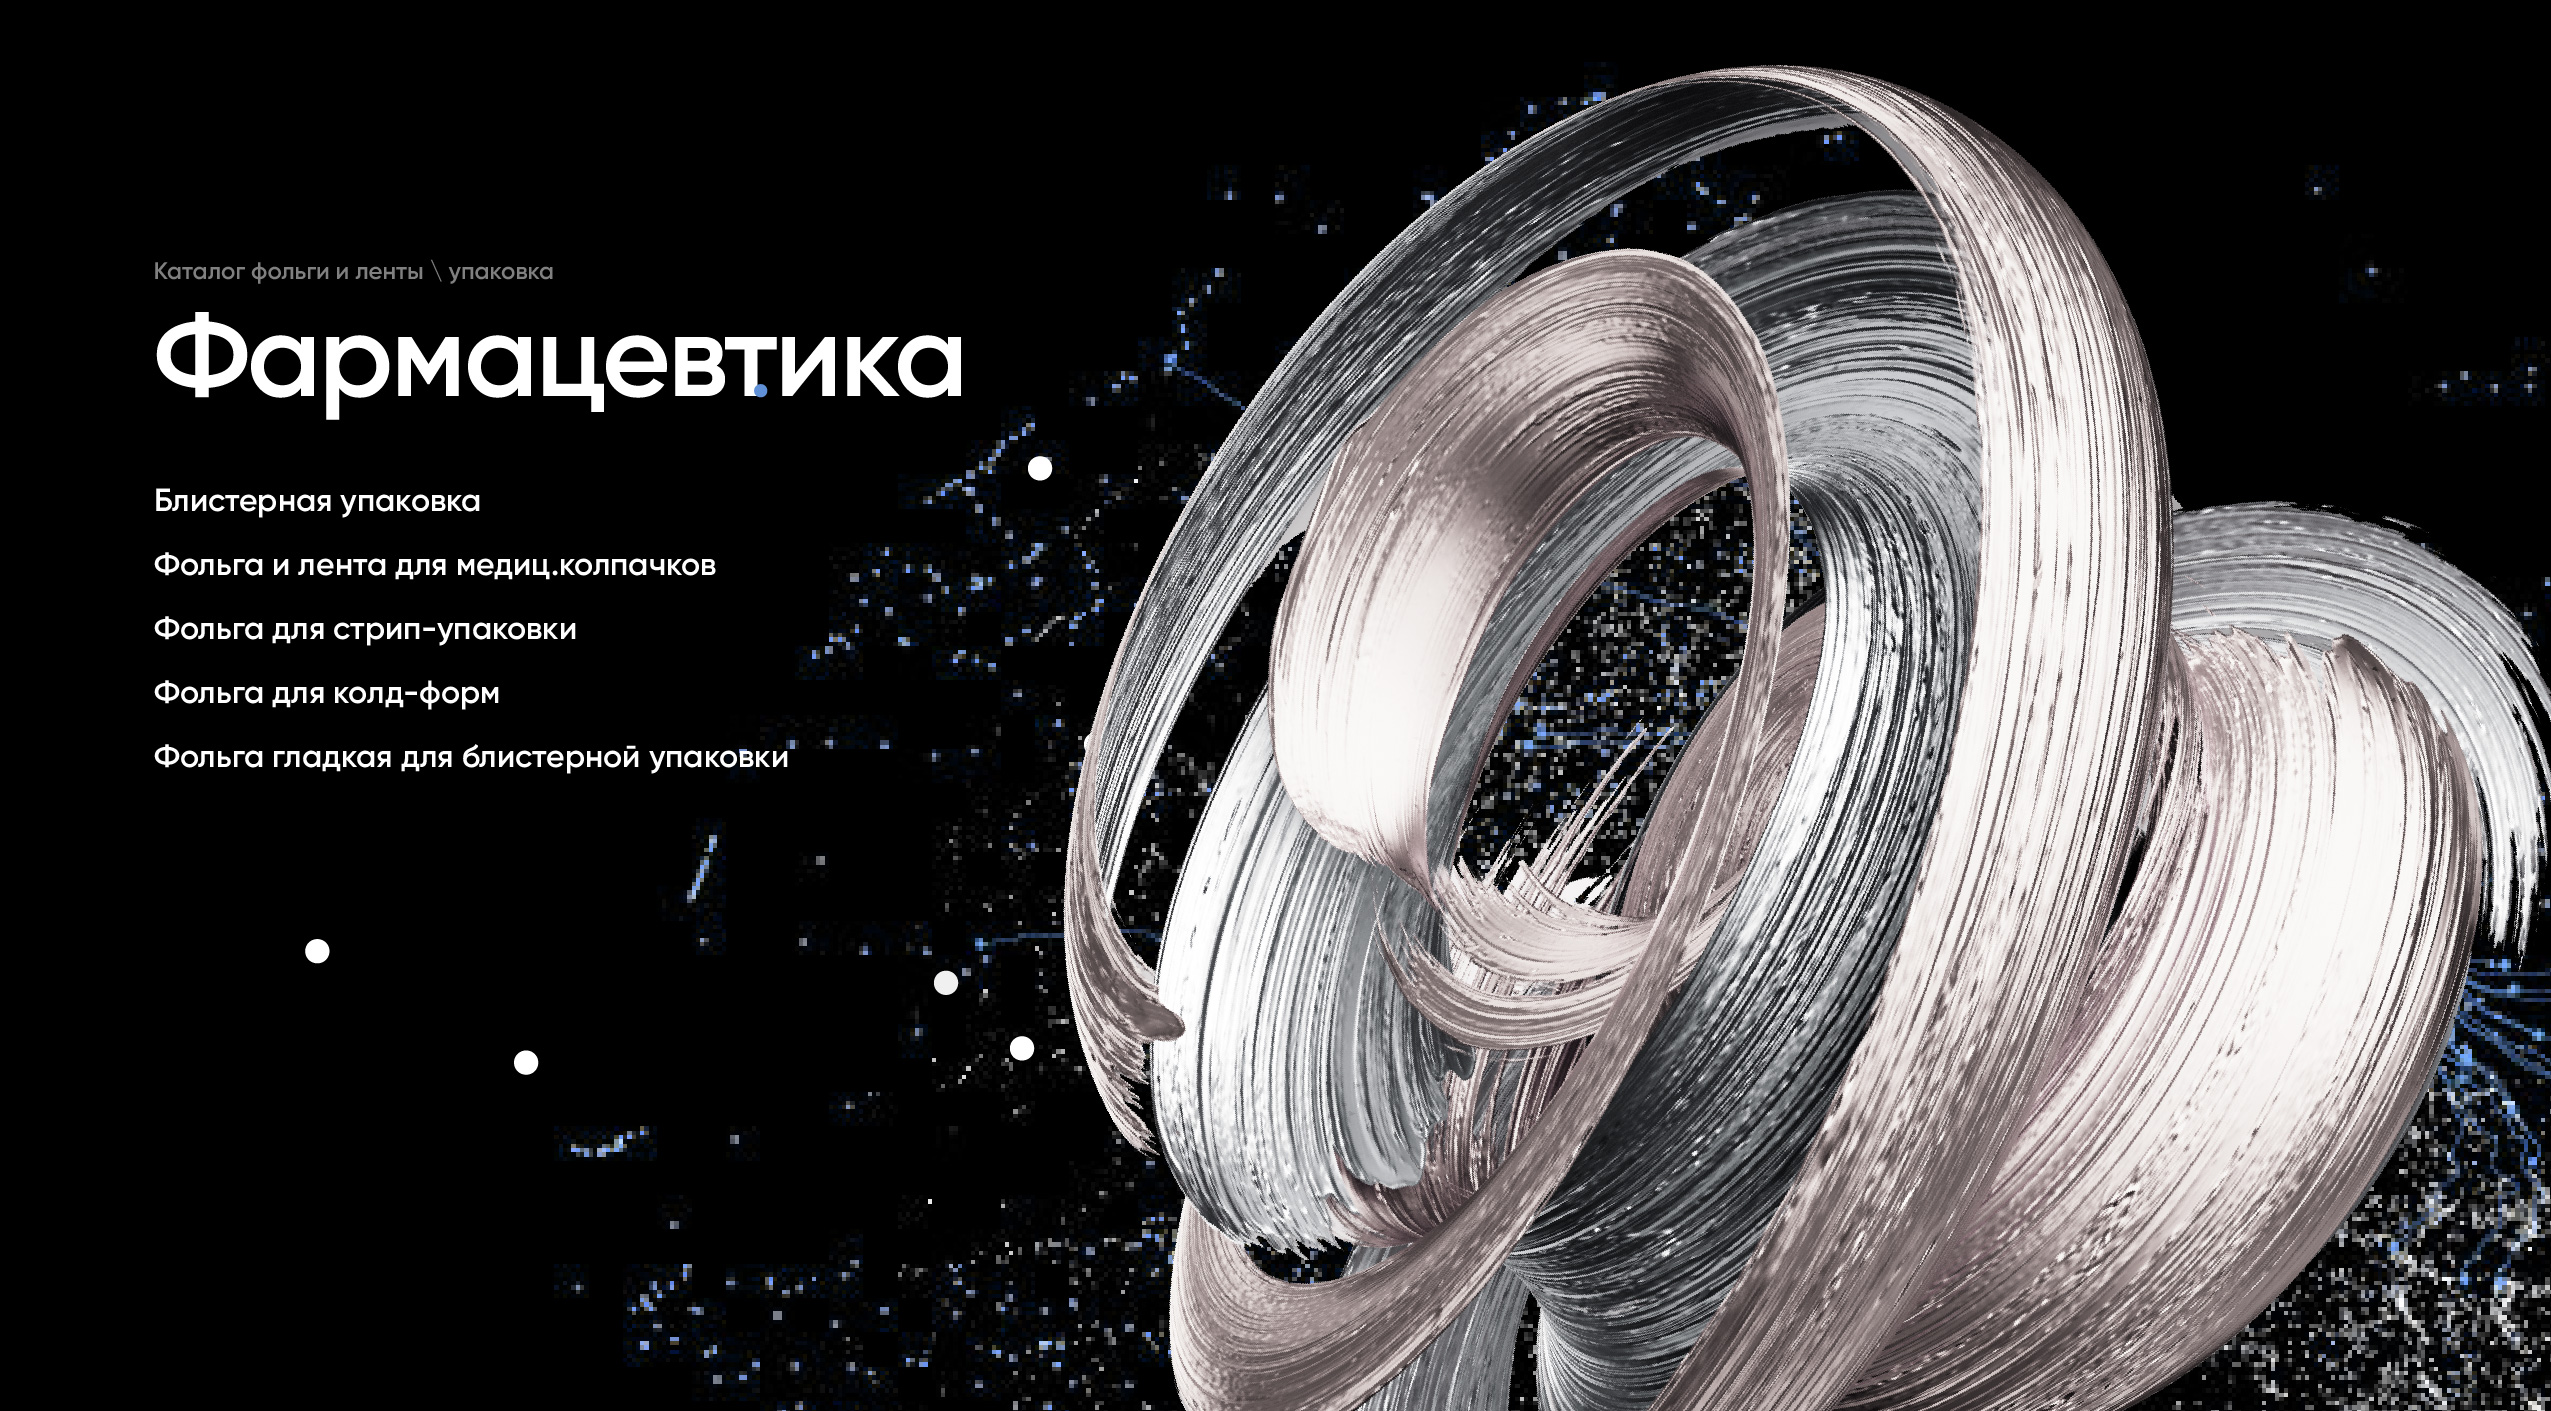 Каталог фольги и ленты \ упаковка
Фармацевтика
Блистерная упаковка
Фольга и лента для медиц.колпачков
Фольга для стрип-упаковки
Фольга для колд-форм
Фольга гладкая для блистерной упаковки